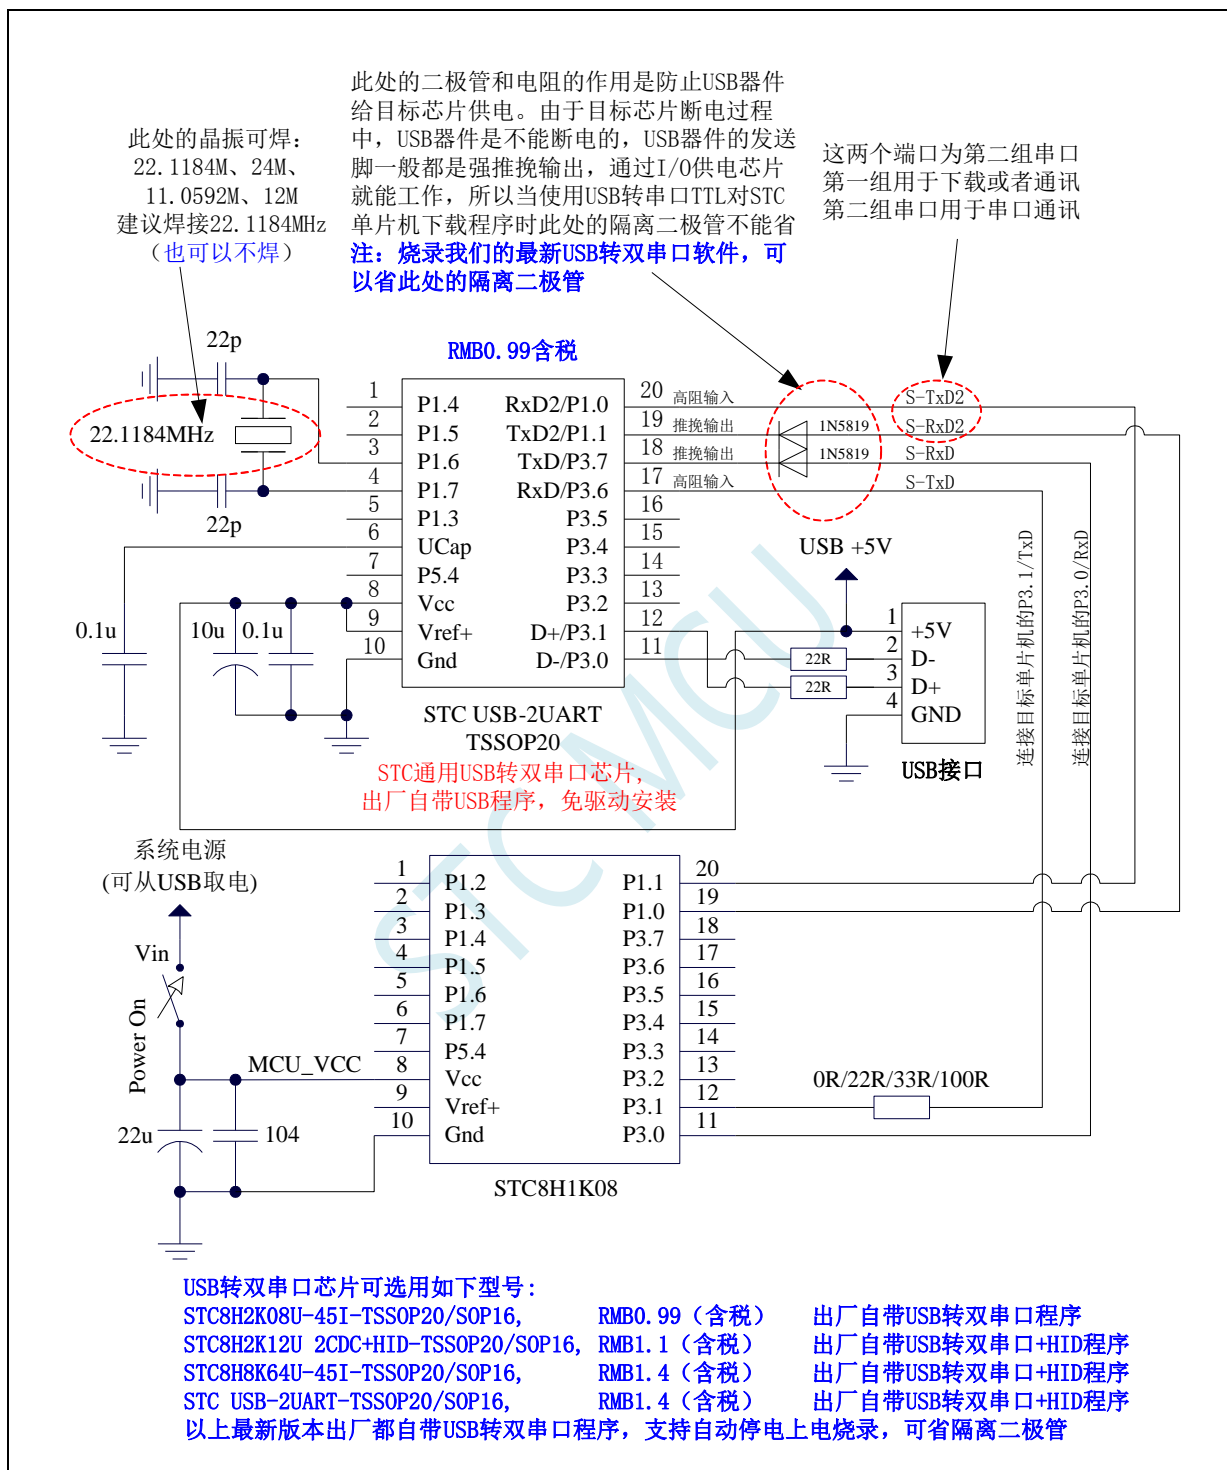 此处的二极管和电阻的作用是防止USB器件
给目标芯片供电。由于目标芯片断电过程
中，USB器件是不能断电的，USB器件的发送
脚一般都是强推挽输出，通过I/O供电芯片
就能工作，所以当使用USB转串口TTL对STC
单片机下载程序时此处的隔离二极管不能省
注：烧录我们的最新USB转双串口软件，可
以省此处的隔离二极管
此处的晶振可焊：
22.1184M、24M、
11.0592M、12M
建议焊接22.1184MHz
（也可以不焊）
这两个端口为第二组串口
第一组用于下载或者通讯
第二组串口用于串口通讯
22p
22.1184MHz
22p
RMB0.99含税
1 P1.4
2 P1.5
3 P1.6
4 P1.7
5 P1.3
6 UCap
7 P5.4
8 Vcc
9 Vref+
10 Gnd
RxD2/P1.0 20 高阻输入 S-TxD2
TxD2/P1.1 19 推挽输出 1N5819 S-RxD2
TxD/P3.7 18 推挽输出 1N5819 S-RxD
RxD/P3.6 17 高阻输入 S-TxD
P3.5 16
P3.4 15
P3.3 14
P3.2 13
D+/P3.1 12
D-/P3.0 11
0.1u
10u
0.1u
STC USB-2UART
TSSOP20
STC通用USB转双串口芯片，
出厂自带USB程序，免驱动安装
USB +5V
22R
22R
1 +5V
2 D-
3 D+
4 GND
USB接口
连接目标单片机的P3.1/TxD
连接目标单片机的P3.0/RxD
STC MCU
系统电源
(可从USB取电)
Vin
Power On
MCU_VCC
22u
104
1 P1.2
2 P1.3
3 P1.4
4 P1.5
5 P1.6
6 P1.7
7 P5.4
8 Vcc
9 Vref+
10 Gnd
P1.1 20
P1.0 19
P3.7 18
P3.6 17
P3.5 16
P3.4 15
P3.3 14
P3.2 13
P3.1 12
P3.0 11
0R/22R/33R/100R
STC8H1K08
USB转双串口芯片可选用如下型号：
STC8H2K08U-45I-TSSOP20/SOP16, RMB0.99（含税） 出厂自带USB转双串口程序
STC8H2K12U 2CDC+HID-TSSOP20/SOP16, RMB1.1（含税） 出厂自带USB转双串口+HID程序
STC8H8K64U-45I-TSSOP20/SOP16, RMB1.4（含税） 出厂自带USB转双串口+HID程序
STC USB-2UART-TSSOP20/SOP16, RMB1.4（含税） 出厂自带USB转双串口+HID程序
以上最新版本出厂都自带USB转双串口程序，支持自动停电上电烧录，可省隔离二极管